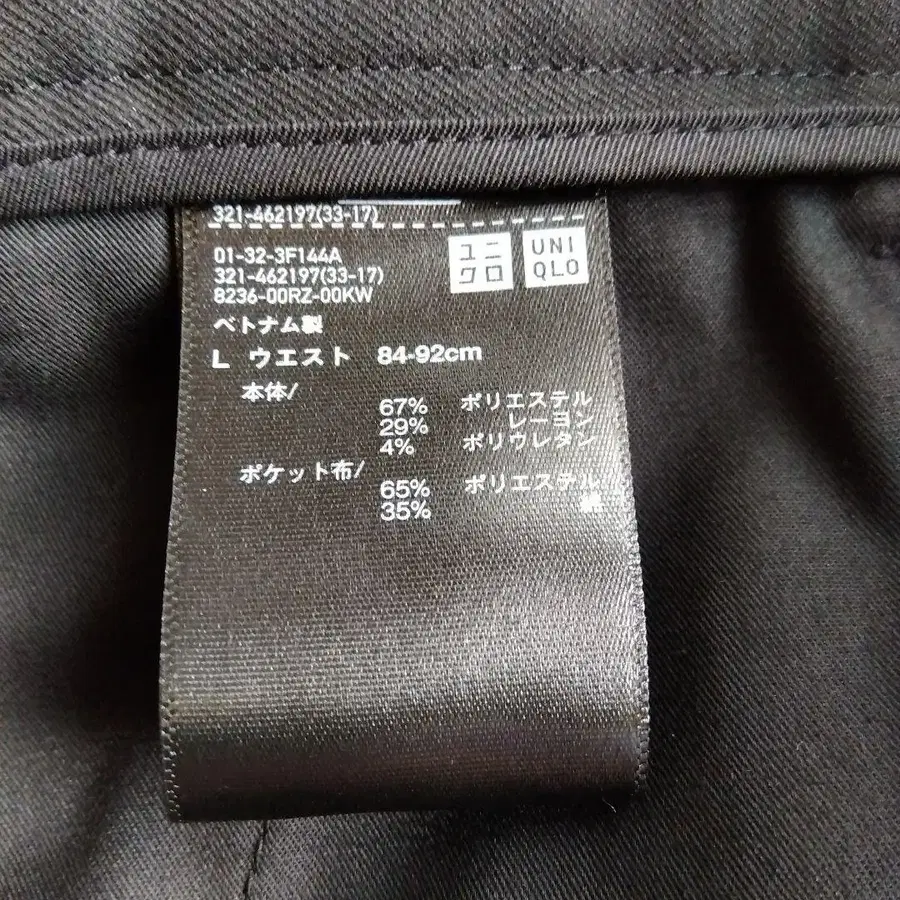 321-462197(33-17)
01-32-3F144A
321-462197(33-17)
8236-00RZ-00KW
ユニ
クロ
UNI
QLO
ベトナム製
L ウエスト 84-92cm
本体/
67% ポリエステル
29% レーヨン
4% ポリウレタン
ポケット布/
65% ポリエステル
35% 綿